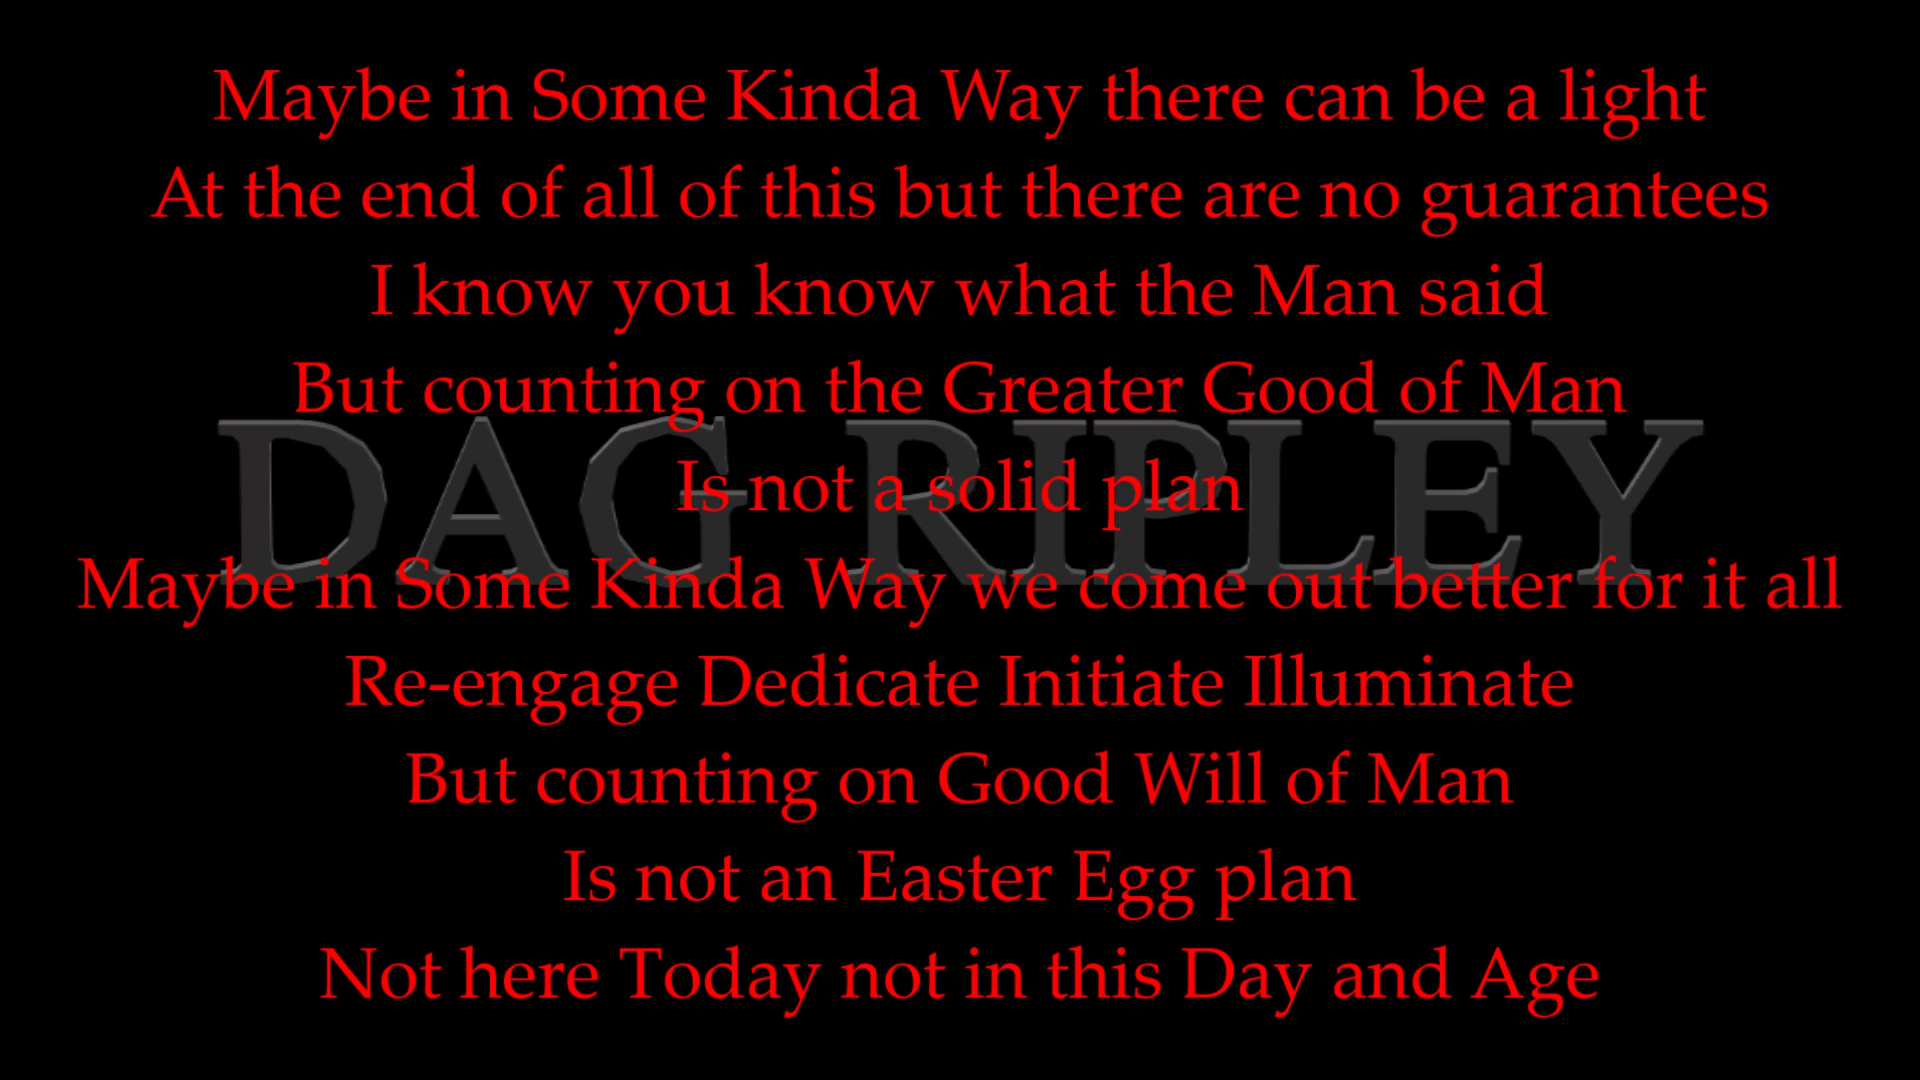 Maybe in Some Kinda Way there can be a light
At the end of all of this but there are no guarantees
I know you know what the Man said
But counting on the Greater Good of Man
DAG RIPLEY
Is not a solid plan
Maybe in Some Kinda Way we come out better for it all
Re-engage Dedicate Initiate Illuminate
But counting on Good Will of Man
Is not an Easter Egg plan
Not here Today not in this Day and Age